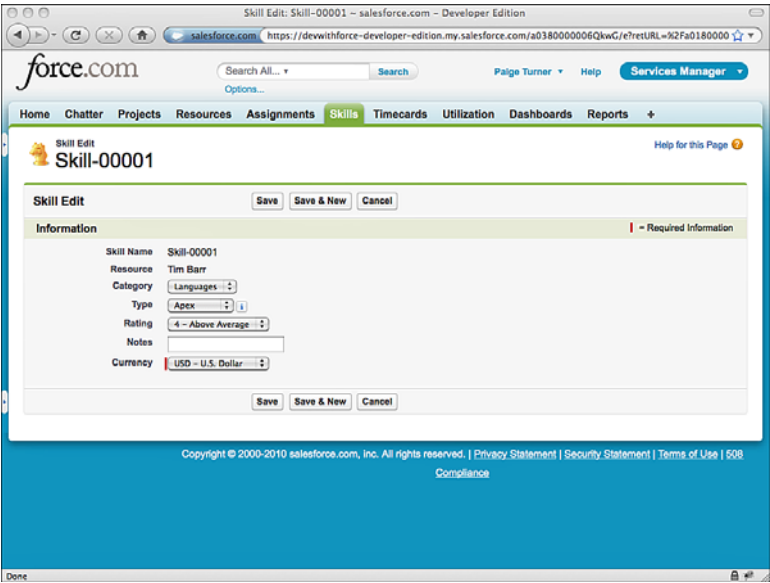 Skill Edit: Skill-00001 ~ salesforce.com - Developer Edition
salesforce.com https://devwithforce-developer-edition.my.salesforce.com/a0380000006QkwG/e?retURL=%2Fa0180000
force.com Search All... Search Paige Turner Help Services Manager
Options...
Home Chatter Projects Resources Assignments Skills Timecards Utilization Dashboards Reports +
Skill Edit
Skill-00001
Help for this Page ?
Skill Edit Save Save & New Cancel
Information = Required Information
Skill Name Skill-00001
Resource Tim Barr
Category Languages
Type Apex i
Rating 4 - Above Average
Notes
Currency USD - U.S. Dollar
Save Save & New Cancel
Copyright © 2000-2010 salesforce.com, inc. All rights reserved. | Privacy Statement | Security Statement | Terms of Use | 508
Compliance
Done